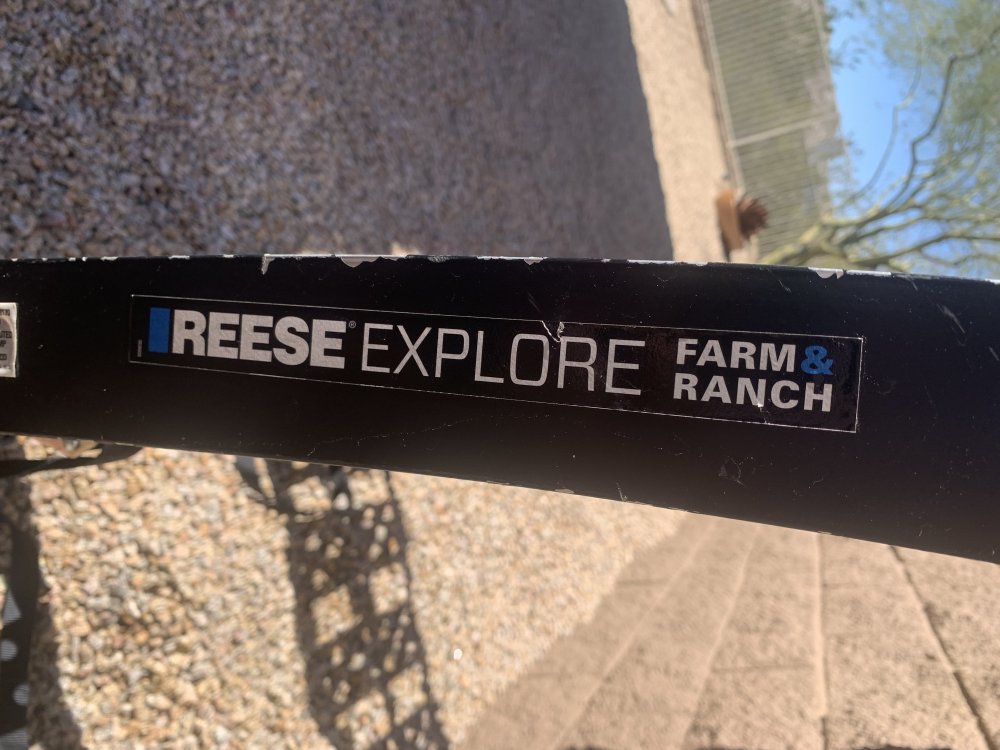 REESE® EXPLORE FARM &
RANCH